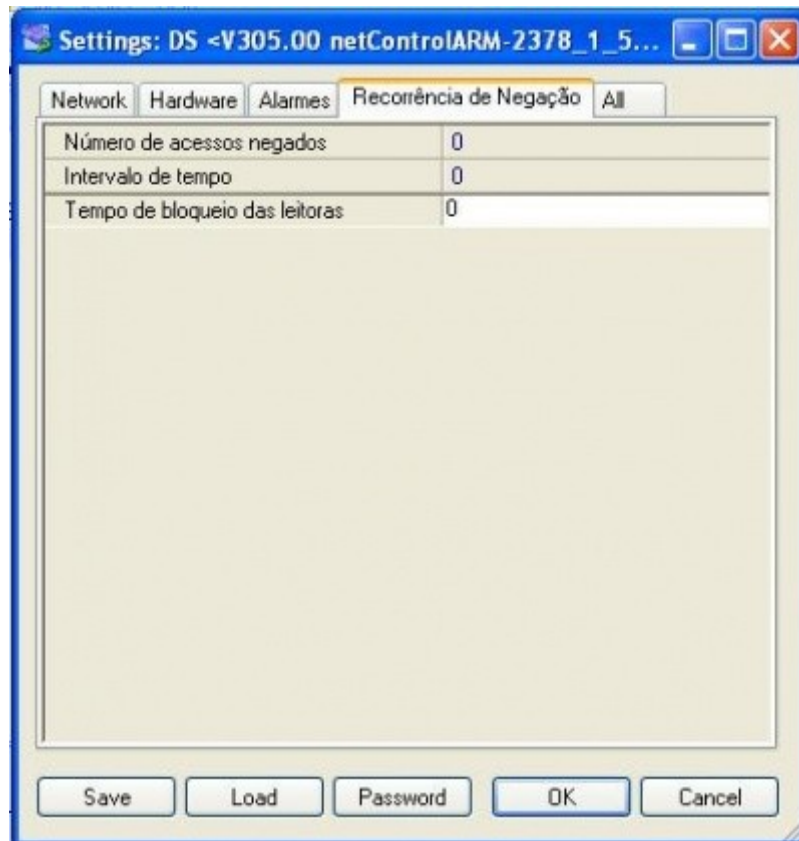 Settings: DS <V305.00 netControlARM-2378_1_5...
Network Hardware Alarmes Recorrência de Negação All
Número de acessos negados 0
Intervalo de tempo 0
Tempo de bloqueio das leitoras 0
Save Load Password OK Cancel